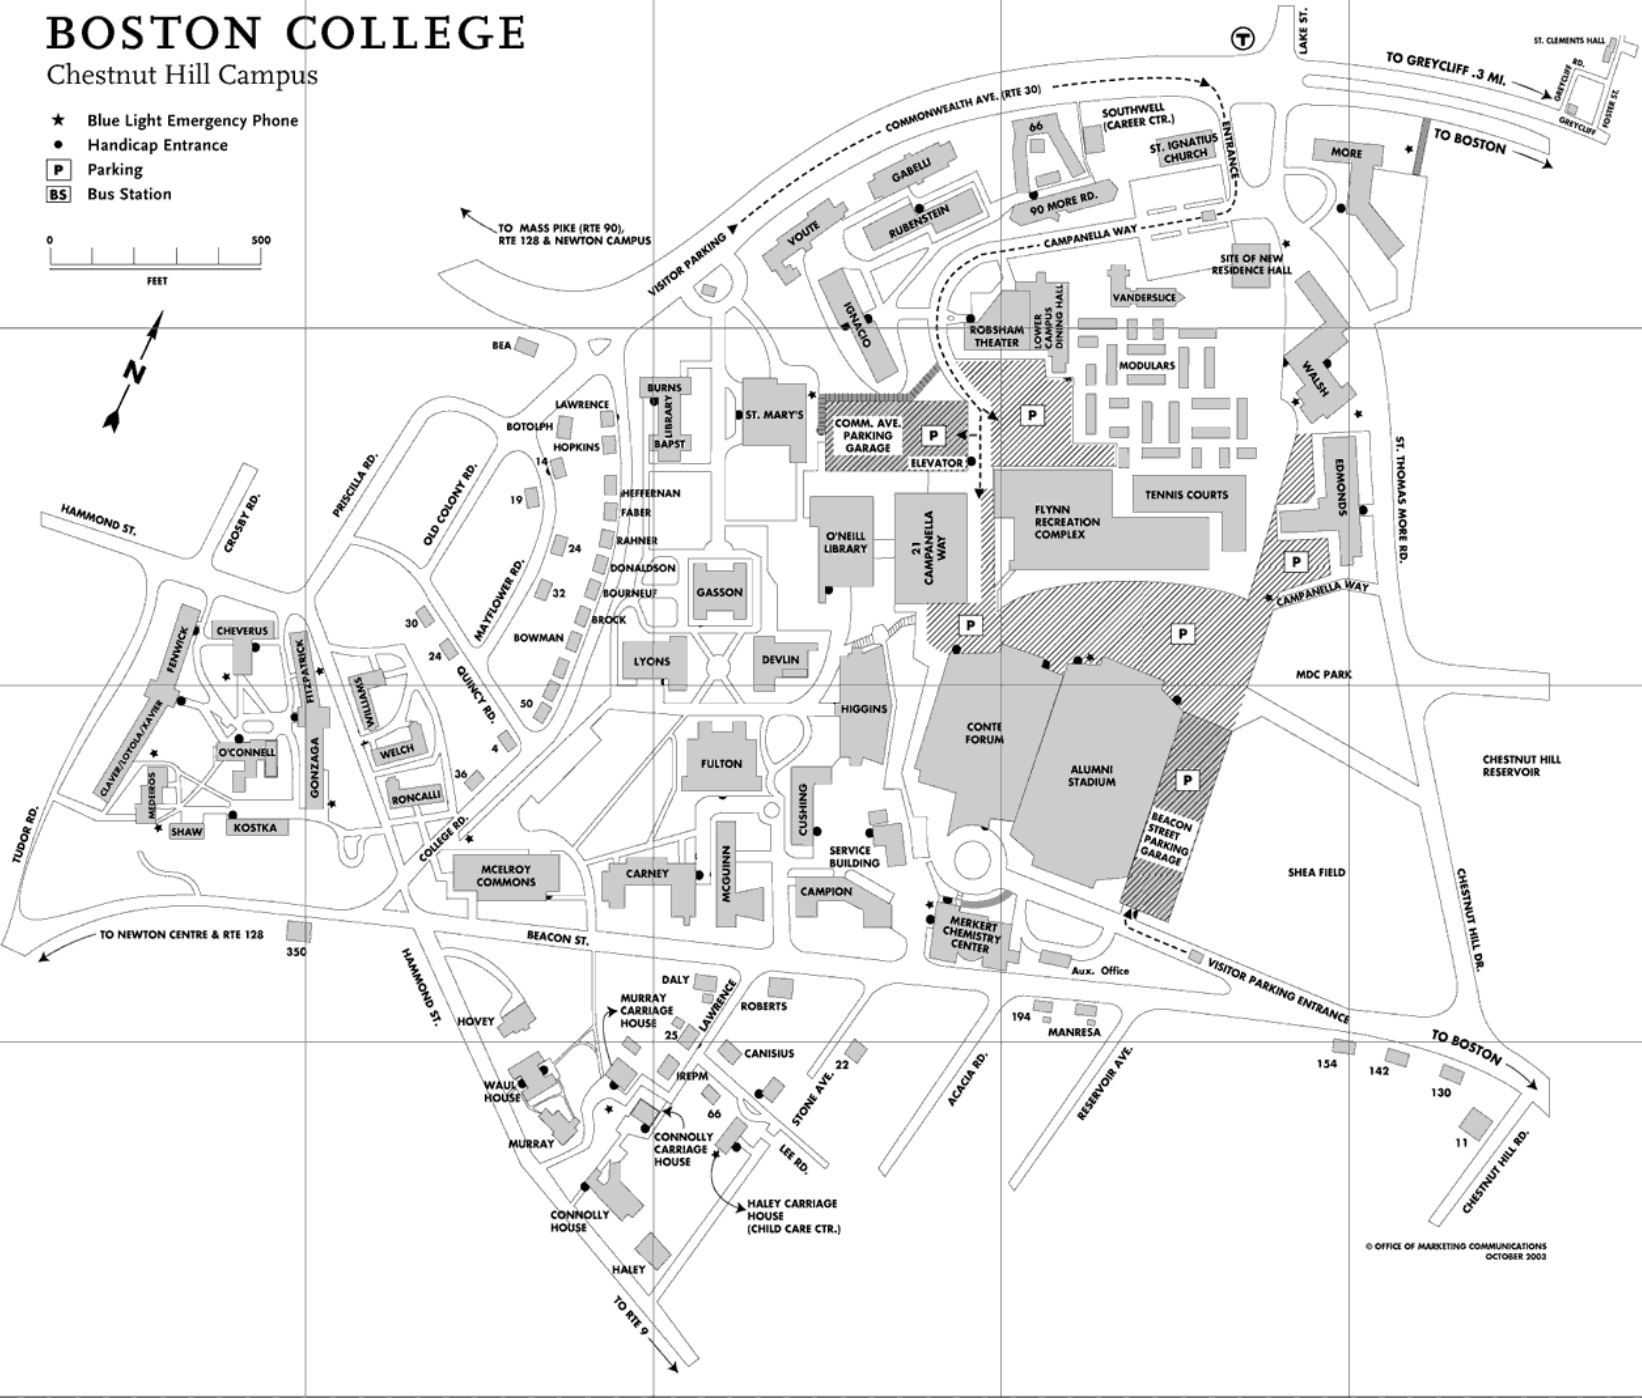 BOSTON COLLEGE
Chestnut Hill Campus
★ Blue Light Emergency Phone
● Handicap Entrance
P Parking
BS Bus Station
0 500
FEET
N
TO MASS PIKE (RTE 90),
RTE 128 & NEWTON CAMPUS
VISITOR PARKING
COMMONWEALTH AVE. (RTE 30)
T
LAKE ST.
ENTRANCE
TO GREYCLIFF .3 MI.
ST. CLEMENTS HALL
GREYCLIFF
RD.
FOSTER ST.
GREYCLIFF
TO BOSTON
MORE
SOUTHWELL
(CAREER CTR.)
66
ST. IGNATIUS
CHURCH
GABELLI
RUBENSTEIN
90 MORE RD.
VOUTE
CAMPANELLA WAY
SITE OF NEW
RESIDENCE HALL
VANDERSLICE
IGNACIO
ROBSHAM
THEATER
LOWER
CAMPUS
DINING HALL
MODULARS
WALSH
BEA
LAWRENCE
BOTOLPH
HOPKINS
14
19
HEFFERNAN
FABER
RAHNER
24
DONALDSON
32
BOURNEUF
BROCK
BOWMAN
50
BURNS
LIBRARY
BAPST
ST. MARY'S
COMM. AVE.
PARKING
GARAGE
P
ELEVATOR
P
EDMONDS
ST. THOMAS MORE RD.
TENNIS COURTS
FLYNN
RECREATION
COMPLEX
O'NEILL
LIBRARY
21
CAMPANELLA
WAY
P
CAMPANELLA WAY
HAMMOND ST.
CROSBY RD.
PRISCILLA RD.
OLD COLONY RD.
MAYFLOWER RD.
30
24
QUINCY RD.
4
36
GASSON
LYONS
DEVLIN
P
P
MDC PARK
FENWICK
CHEVERUS
FITZPATRICK
WILLIAMS
CLAVER/LOYOLA/XAVIER
O'CONNELL
GONZAGA
WELCH
RONCALLI
MEDEIROS
SHAW
KOSTKA
TUDOR RD.
COLLEGE RD.
HIGGINS
FULTON
CONTE
FORUM
ALUMNI
STADIUM
P
BEACON
STREET
PARKING
GARAGE
CHESTNUT HILL
RESERVOIR
CUSHING
SERVICE
BUILDING
MCELROY
COMMONS
CARNEY
MCGUINN
CAMPION
SHEA FIELD
CHESTNUT HILL DR.
MERKERT
CHEMISTRY
CENTER
Aux. Office
VISITOR PARKING ENTRANCE
TO NEWTON CENTRE & RTE 128
350
BEACON ST.
HAMMOND ST.
HOVEY
DALY
MURRAY
CARRIAGE
HOUSE
25
LAWRENCE
ROBERTS
CANISIUS
22
194
MANRESA
IREPM
66
WAUL
HOUSE
MURRAY
CONNOLLY
CARRIAGE
HOUSE
STONE AVE.
LEE RD.
ACACIA RD.
RESERVOIR AVE.
154
142
130
11
TO BOSTON
CHESTNUT HILL RD.
CONNOLLY
HOUSE
HALEY CARRIAGE
HOUSE
(CHILD CARE CTR.)
HALEY
TO RTE 9
© OFFICE OF MARKETING COMMUNICATIONS
OCTOBER 2003